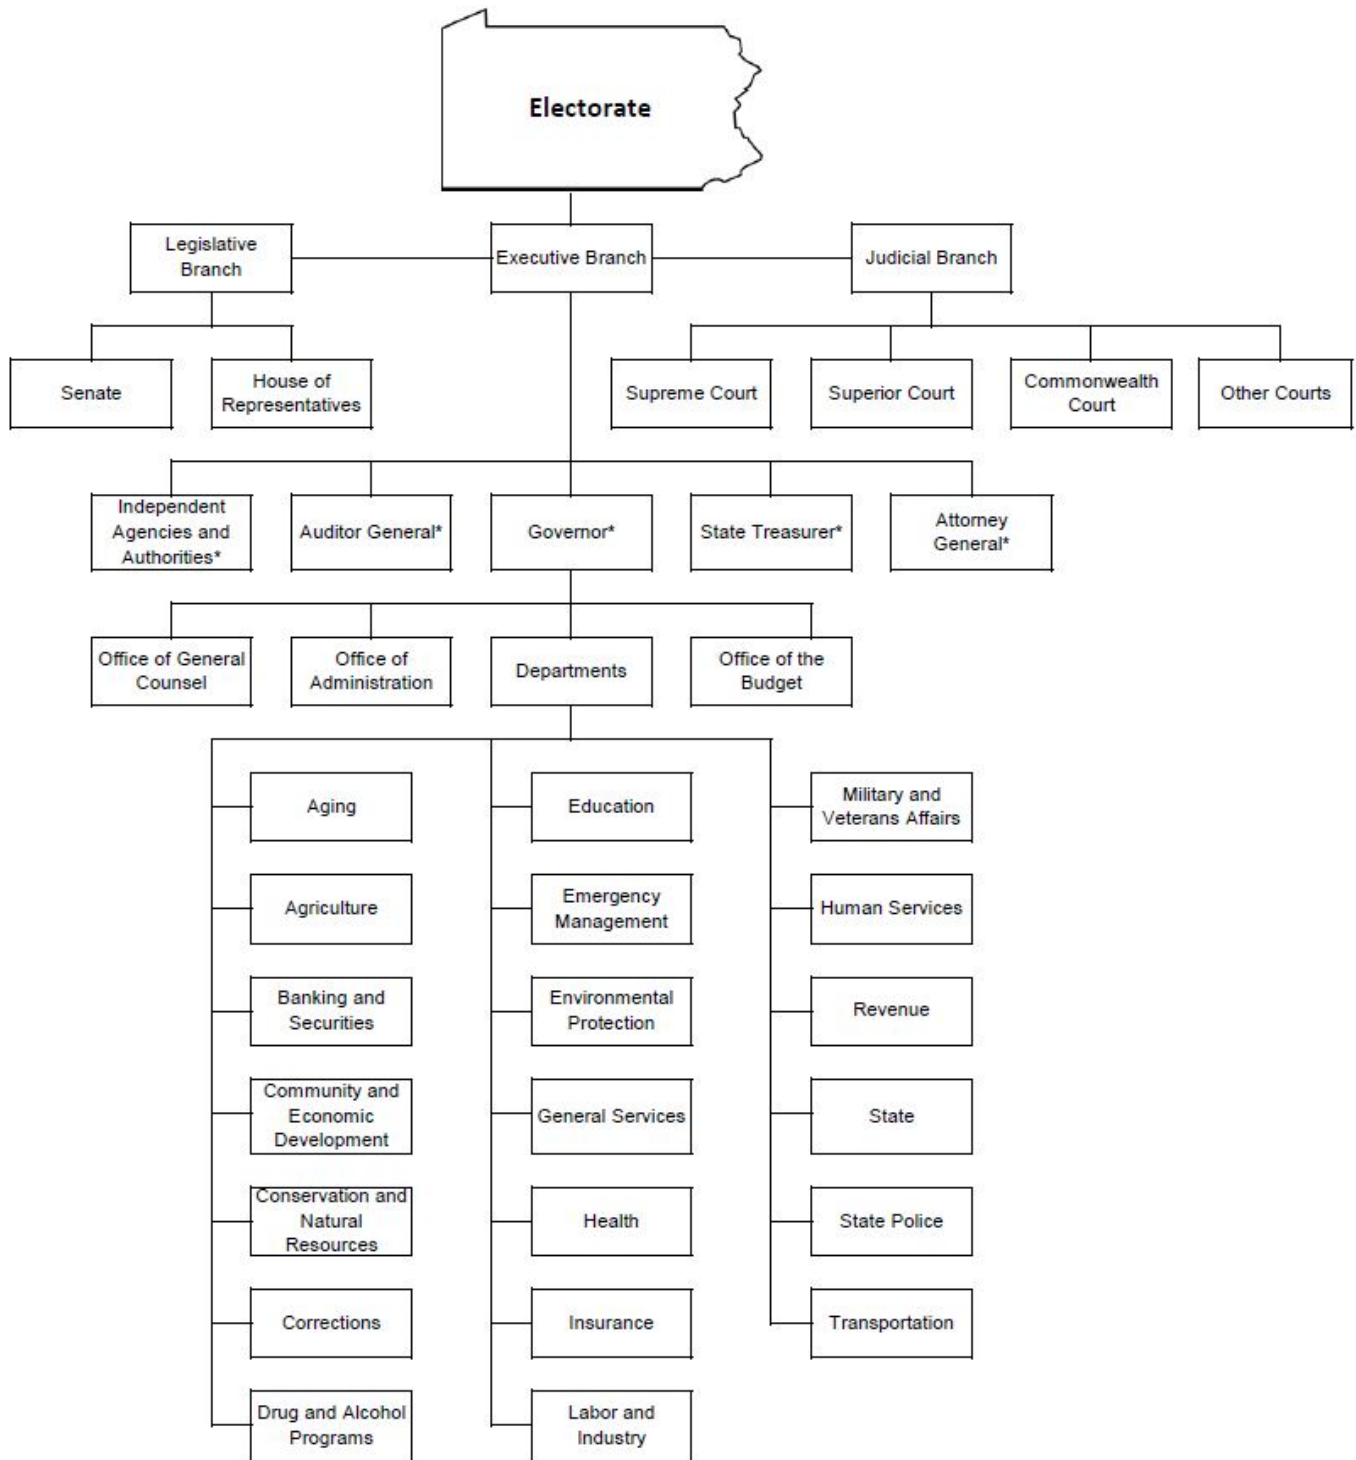 Electorate
Legislative
Branch
Executive Branch
Judicial Branch
Senate
House of
Representatives
Supreme Court
Superior Court
Commonwealth
Court
Other Courts
Independent
Agencies and
Authorities*
Auditor General*
Governor*
State Treasurer*
Attorney
General*
Office of General
Counsel
Office of
Administration
Departments
Office of the
Budget
Aging
Education
Military and
Veterans Affairs
Agriculture
Emergency
Management
Human Services
Banking and
Securities
Environmental
Protection
Revenue
Community and
Economic
Development
General Services
State
Conservation and
Natural
Resources
Health
State Police
Corrections
Insurance
Transportation
Drug and Alcohol
Programs
Labor and
Industry